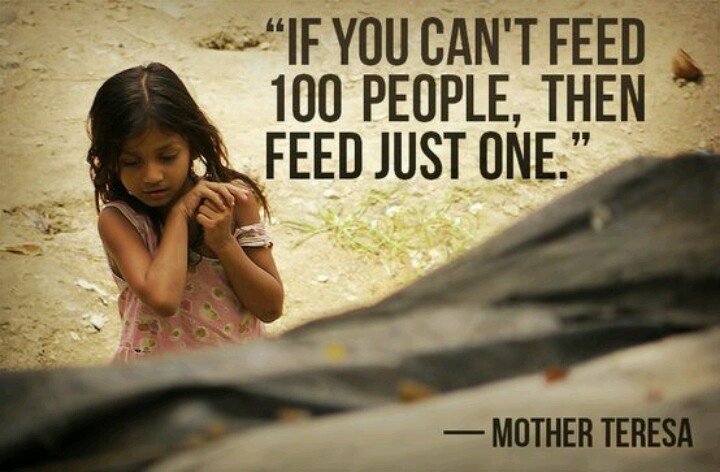 “IF YOU CAN'T FEED
100 PEOPLE, THEN
FEED JUST ONE.”
— MOTHER TERESA